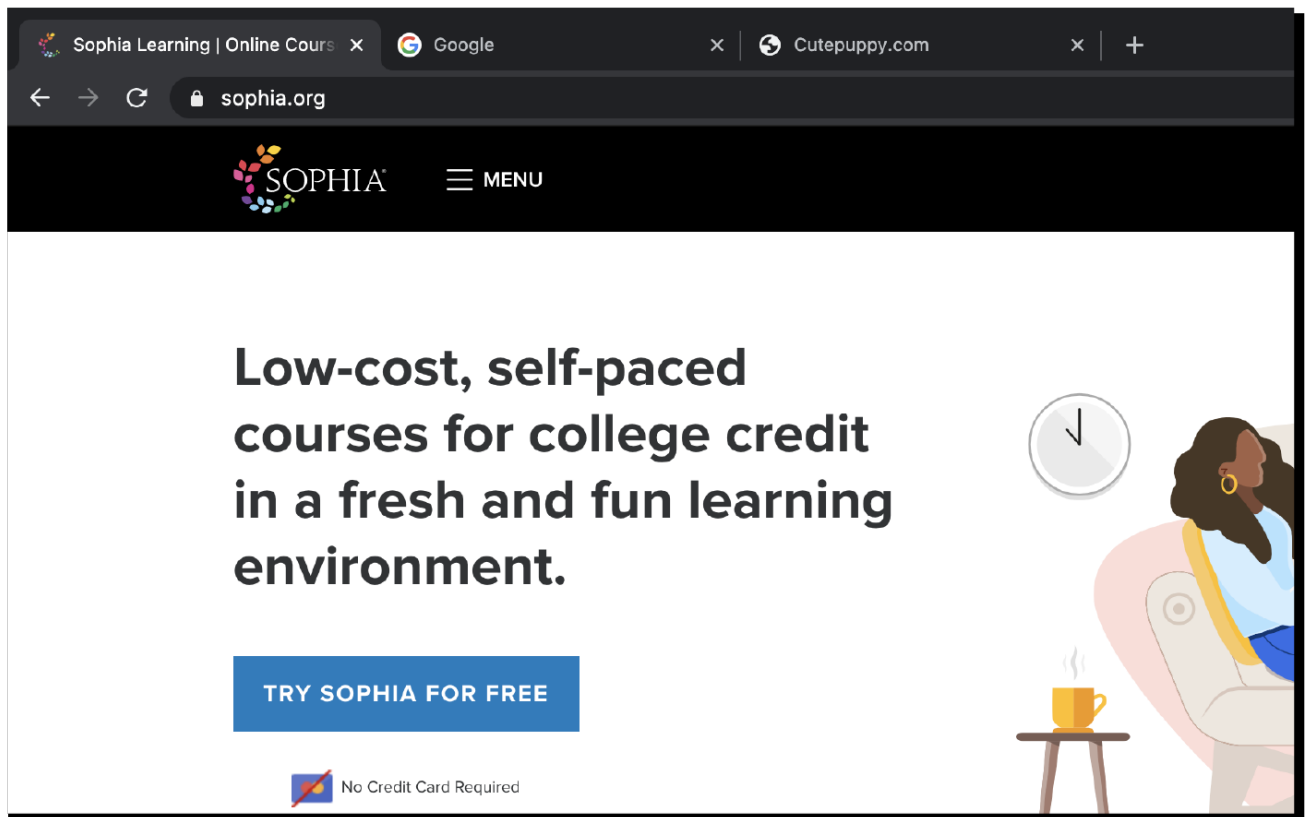 Sophia Learning | Online Cours
Google
Cutepuppy.com
sophia.org
SOPHIA
MENU
Low-cost, self-paced
courses for college credit
in a fresh and fun learning
environment.
TRY SOPHIA FOR FREE
No Credit Card Required